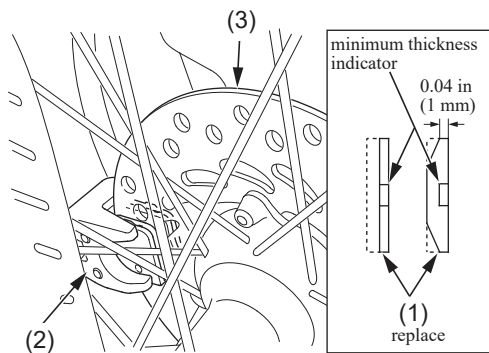 (3)
minimum thickness
indicator
0.04 in
(1 mm)
(2)
(1)
replace